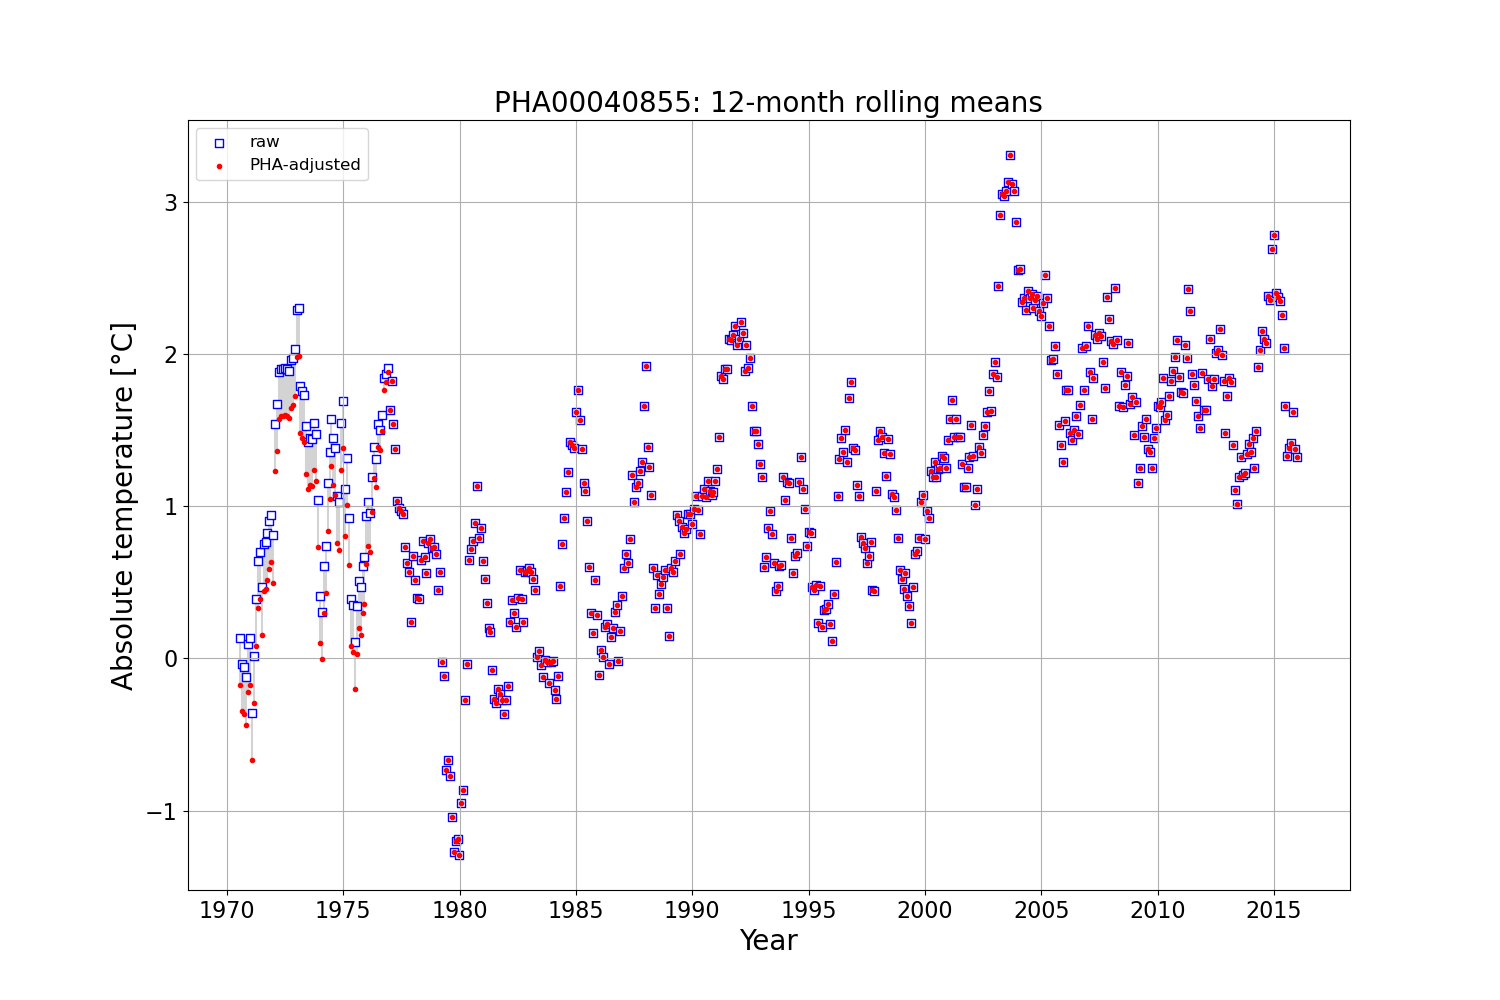 PHA00040855: 12-month rolling means
raw
PHA-adjusted
Absolute temperature [°C]
3
2
1
0
−1
1970 1975 1980 1985 1990 1995 2000 2005 2010 2015
Year